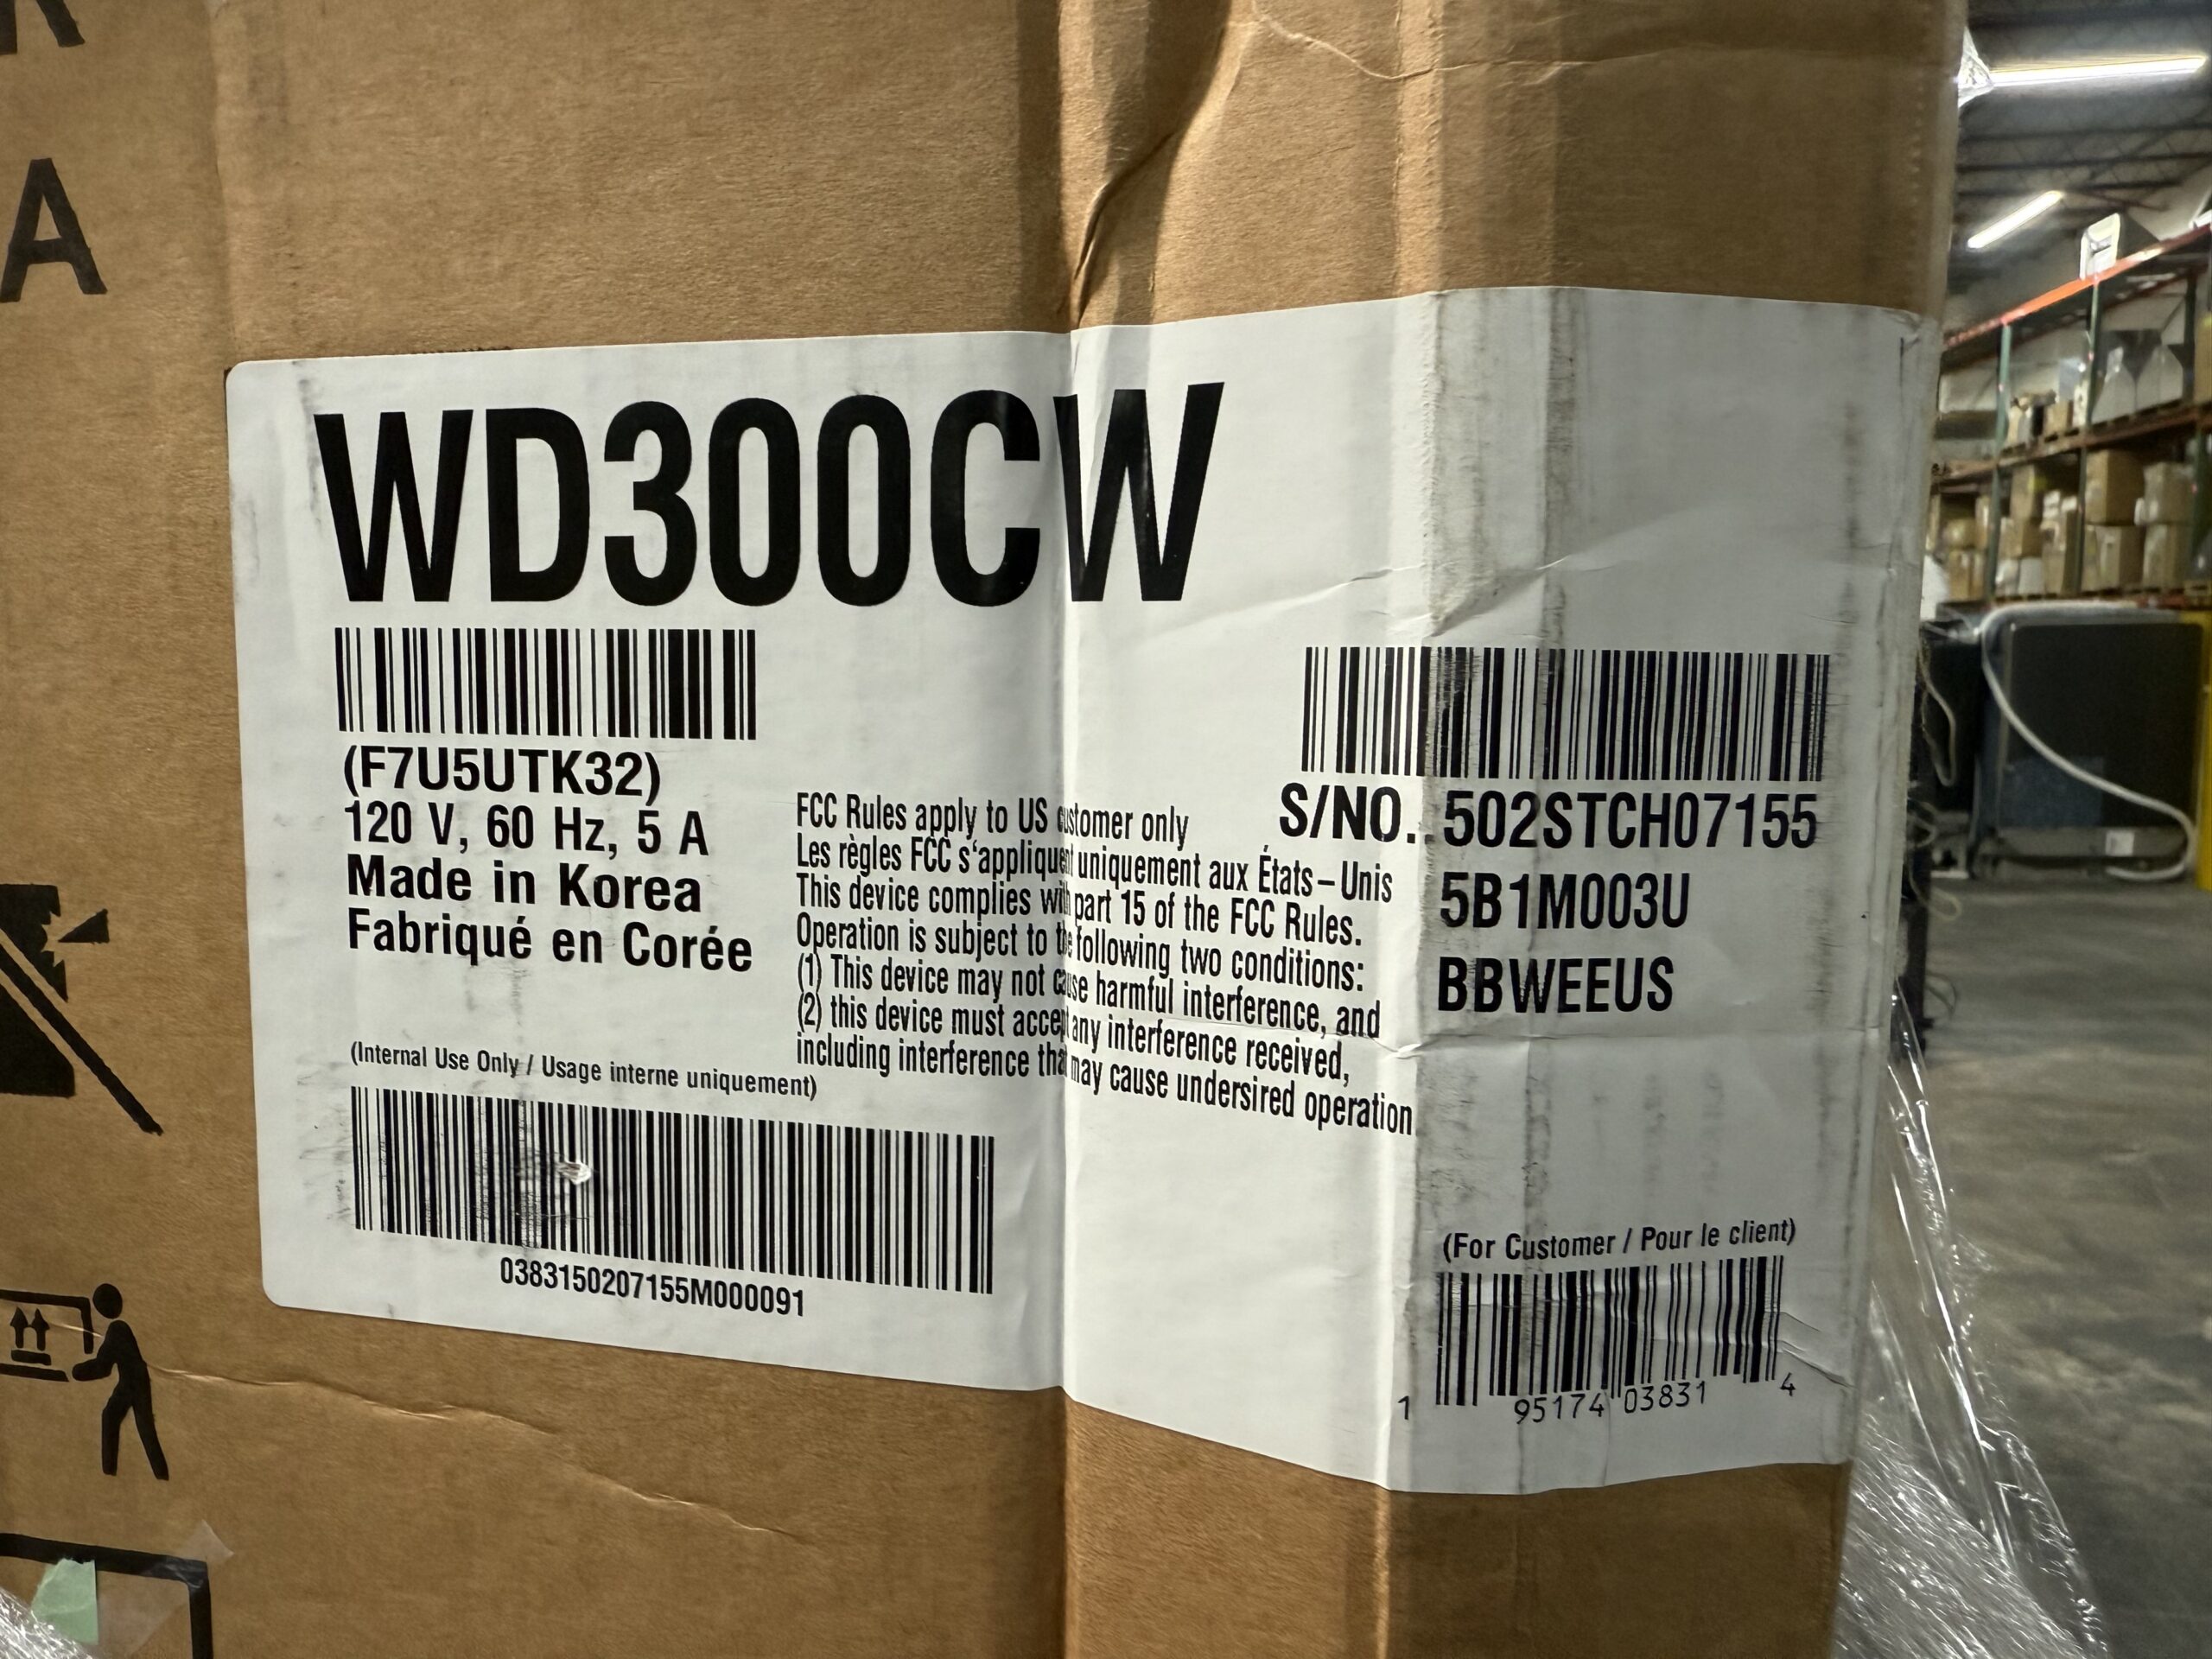 A
WD300CW
(F7U5UTK32)
120 V, 60 Hz, 5 A
Made in Korea
Fabriqué en Corée
FCC Rules apply to US customer only
Les règles FCC s'appliquent uniquement aux États-Unis
This device complies with part 15 of the FCC Rules.
Operation is subject to the following two conditions:
(1) This device may not cause harmful interference, and
(2) this device must accept any interference received,
including interference that may cause undersired operation
S/NO. 502STCH07155
5B1M003U
BBWEEUS
(Internal Use Only / Usage interne uniquement)
0383150207155M000091
(For Customer / Pour le client)
1 95174 03831 4